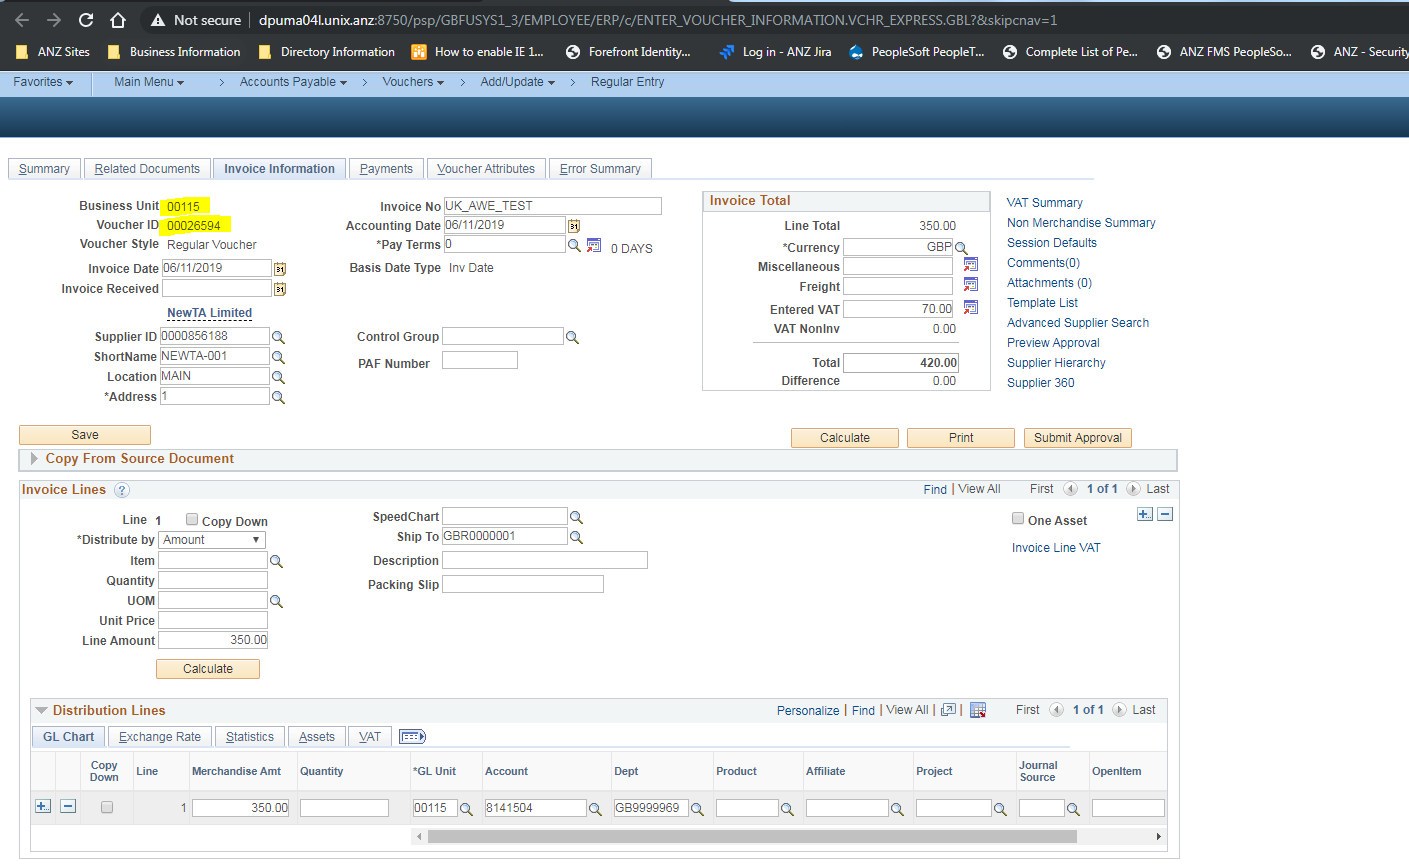 Not secure | dpuma04l.unix.anz:8750/psp/GBFUSYS1_3/EMPLOYEE/ERP/c/ENTER_VOUCHER_INFORMATION.VCHR_EXPRESS.GBL?&skipcnav=1
ANZ Sites Business Information Directory Information How to enable IE 1... Forefront Identity... Log in - ANZ Jira PeopleSoft PeopleT... Complete List of Pe... ANZ FMS PeopleSo... ANZ - Security
Favorites Main Menu > Accounts Payable > Vouchers > Add/Update > Regular Entry
Summary Related Documents Invoice Information Payments Voucher Attributes Error Summary
Business Unit 00115
Voucher ID 00026594
Voucher Style Regular Voucher
Invoice Date 06/11/2019
Invoice Received
NewTA Limited
Supplier ID 0000856188
ShortName NEWTA-001
Location MAIN
*Address 1
Invoice No UK_AWE_TEST
Accounting Date 06/11/2019
*Pay Terms 0 0 DAYS
Basis Date Type Inv Date
Control Group
PAF Number
Invoice Total
Line Total 350.00
*Currency GBP
Miscellaneous
Freight
Entered VAT 70.00
VAT NonInv 0.00
Total 420.00
Difference 0.00
VAT Summary
Non Merchandise Summary
Session Defaults
Comments(0)
Attachments (0)
Template List
Advanced Supplier Search
Preview Approval
Supplier Hierarchy
Supplier 360
Save Calculate Print Submit Approval
Copy From Source Document
Invoice Lines ? Find | View All First 1 of 1 Last
Line 1 Copy Down
*Distribute by Amount
Item
Quantity
UOM
Unit Price
Line Amount 350.00
Calculate
SpeedChart
Ship To GBR0000001
Description
Packing Slip
One Asset
Invoice Line VAT
Distribution Lines Personalize | Find | View All | | First 1 of 1 Last
GL Chart Exchange Rate Statistics Assets VAT
Copy Down Line Merchandise Amt Quantity *GL Unit Account Dept Product Affiliate Project Journal Source OpenItem
1 350.00 00115 8141504 GB9999969